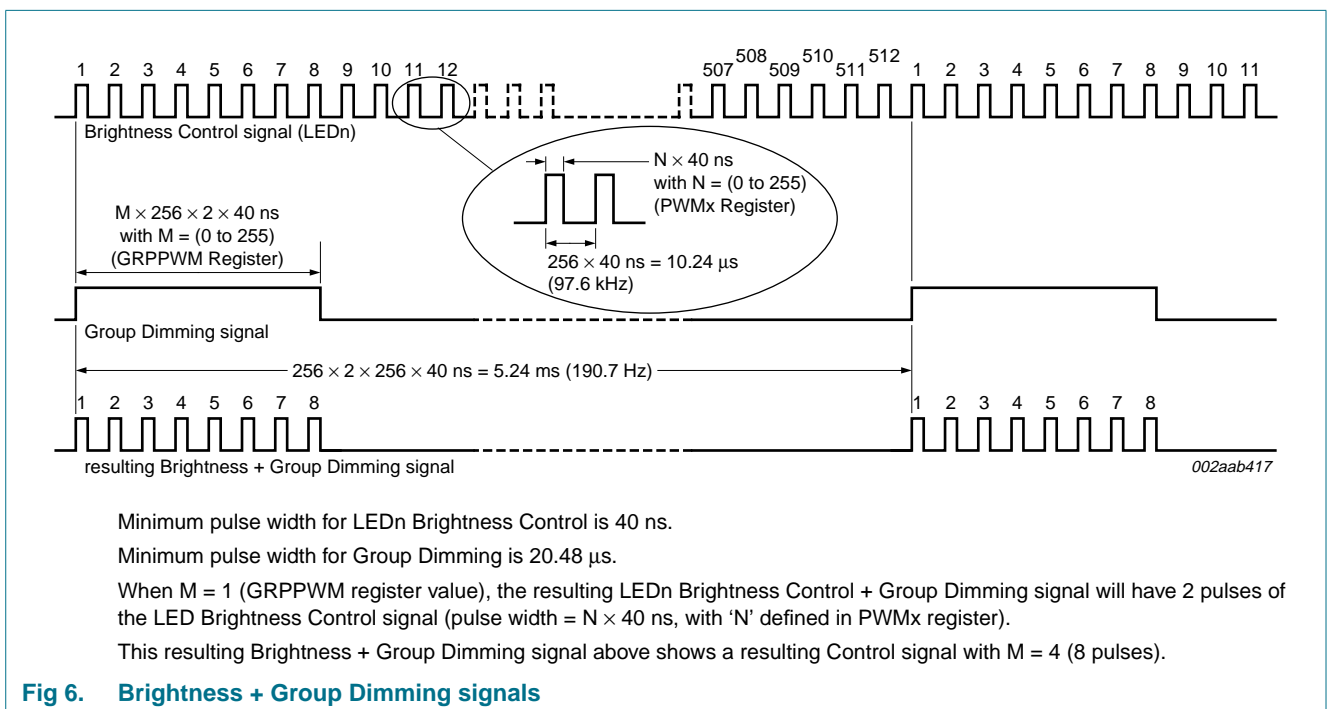 1 2 3 4 5 6 7 8 9 10 11 12 507 508 509 510 511 512 1 2 3 4 5 6 7 8 9 10 11
Brightness Control signal (LEDn)
N × 40 ns
with N = (0 to 255)
(PWMx Register)
256 × 40 ns = 10.24 μs
(97.6 kHz)
M × 256 × 2 × 40 ns
with M = (0 to 255)
(GRPPWM Register)
Group Dimming signal
256 × 2 × 256 × 40 ns = 5.24 ms (190.7 Hz)
1 2 3 4 5 6 7 8 1 2 3 4 5 6 7 8
resulting Brightness + Group Dimming signal
002aab417
Minimum pulse width for LEDn Brightness Control is 40 ns.
Minimum pulse width for Group Dimming is 20.48 μs.
When M = 1 (GRPPWM register value), the resulting LEDn Brightness Control + Group Dimming signal will have 2 pulses of
the LED Brightness Control signal (pulse width = N × 40 ns, with ‘N’ defined in PWMx register).
This resulting Brightness + Group Dimming signal above shows a resulting Control signal with M = 4 (8 pulses).
Fig 6. Brightness + Group Dimming signals